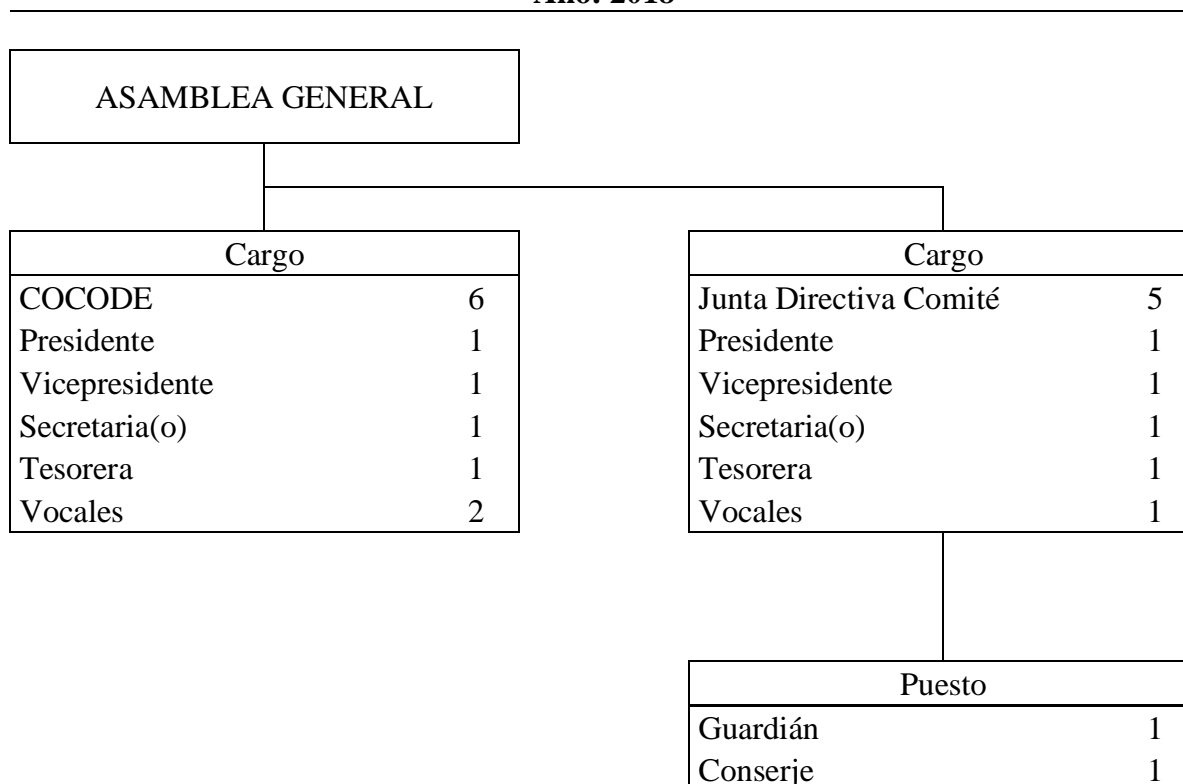 ASAMBLEA GENERAL
Cargo
COCODE 6
Presidente 1
Vicepresidente 1
Secretaria(o) 1
Tesorera 1
Vocales 2
Cargo
Junta Directiva Comité 5
Presidente 1
Vicepresidente 1
Secretaria(o) 1
Tesorera 1
Vocales 1
Puesto
Guardián 1
Conserje 1